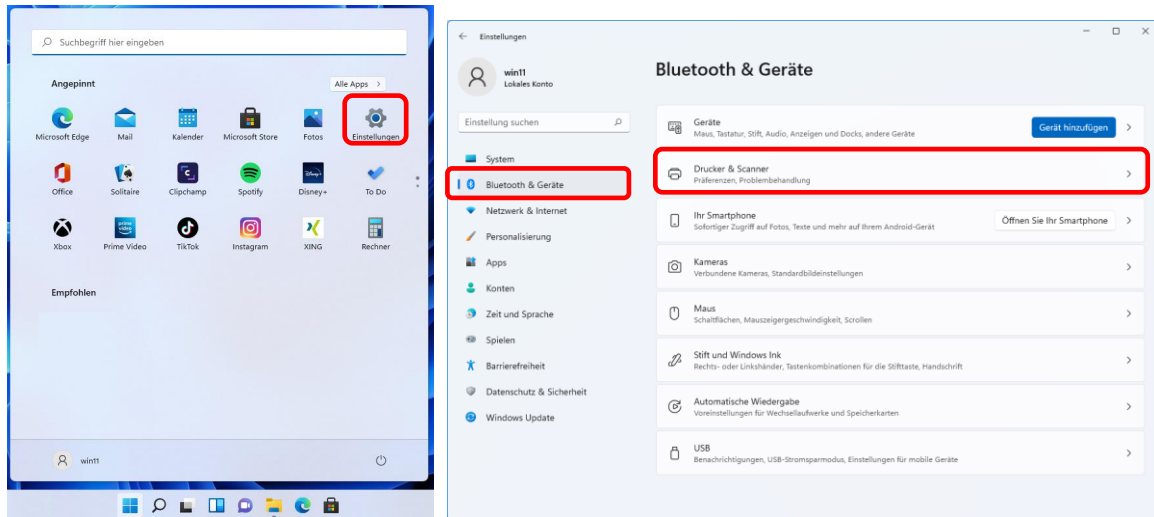 Suchbegriff hier eingeben
Angepinnt
Alle Apps >
Microsoft Edge
Mail
Kalender
Microsoft Store
Fotos
Einstellungen
Office
Solitaire
Clipchamp
Spotify
Disney+
To Do
Xbox
Prime Video
TikTok
Instagram
XING
Rechner
Empfohlen
win11
← Einstellungen
win11
Lokales Konto
Einstellung suchen
System
Bluetooth & Geräte
Netzwerk & Internet
Personalisierung
Apps
Konten
Zeit und Sprache
Spielen
Barrierefreiheit
Datenschutz & Sicherheit
Windows Update
Bluetooth & Geräte
Geräte
Maus, Tastatur, Stift, Audio, Anzeigen und Docks, andere Geräte
Gerät hinzufügen
Drucker & Scanner
Präferenzen, Problembehandlung
Ihr Smartphone
Sofortiger Zugriff auf Fotos, Texte und mehr auf Ihrem Android-Gerät
Öffnen Sie Ihr Smartphone
Kameras
Verbundene Kameras, Standardbildeinstellungen
Maus
Schaltflächen, Mauszeigergeschwindigkeit, Scrollen
Stift und Windows Ink
Rechts- oder Linkshänder, Tastenkombinationen für die Stifttaste, Handschrift
Automatische Wiedergabe
Voreinstellungen für Wechsellaufwerke und Speicherkarten
USB
Benachrichtigungen, USB-Stromsparmodus, Einstellungen für mobile Geräte